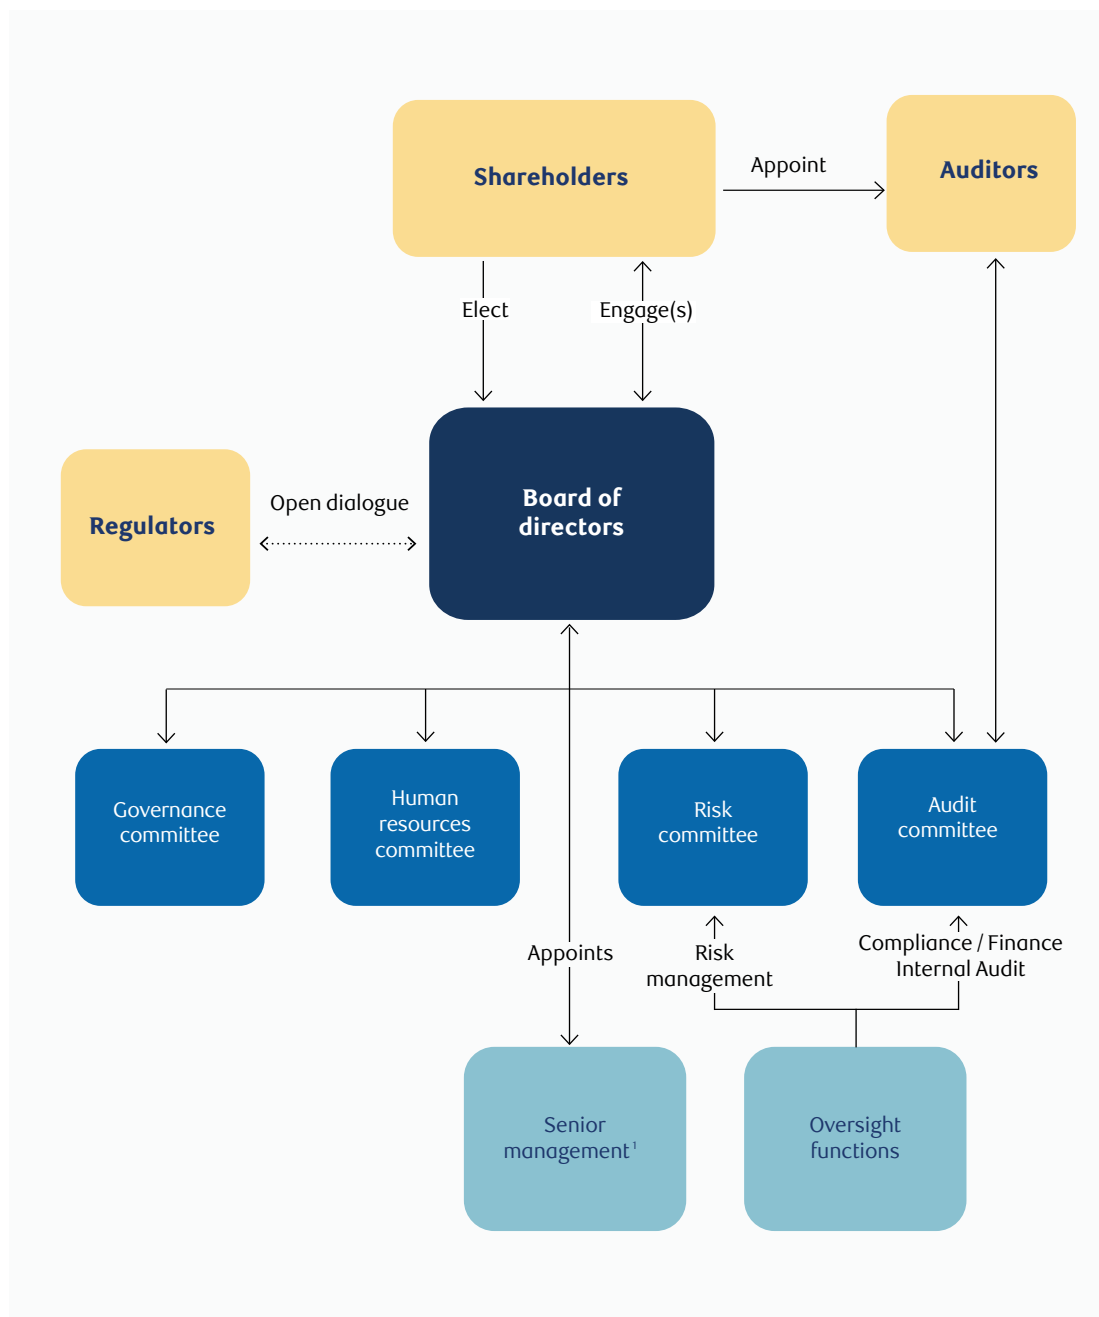 Shareholders
Appoint
Auditors
Elect
Engage(s)
Regulators
Open dialogue
Board of
directors
Governance
committee
Human
resources
committee
Risk
committee
Audit
committee
Appoints
Risk
management
Compliance / Finance
Internal Audit
Senior
management¹
Oversight
functions